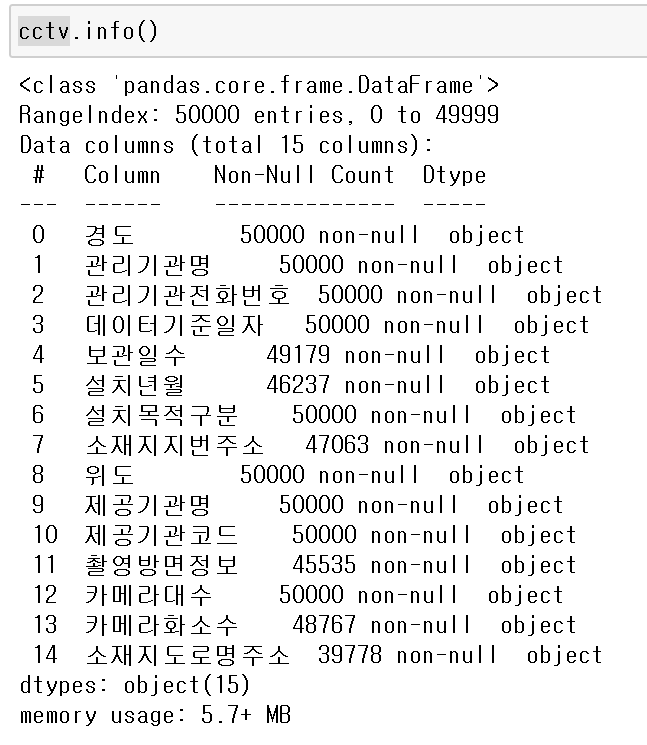 cctv.info()
<class 'pandas.core.frame.DataFrame'>
RangeIndex: 50000 entries, 0 to 49999
Data columns (total 15 columns):
# Column Non-Null Count Dtype
--- ------ -------------- -----
0 경도 50000 non-null object
1 관리기관명 50000 non-null object
2 관리기관전화번호 50000 non-null object
3 데이터기준일자 50000 non-null object
4 보관일수 49179 non-null object
5 설치년월 46237 non-null object
6 설치목적구분 50000 non-null object
7 소재지지번주소 47063 non-null object
8 위도 50000 non-null object
9 제공기관명 50000 non-null object
10 제공기관코드 50000 non-null object
11 촬영방면정보 45535 non-null object
12 카메라대수 50000 non-null object
13 카메라화소수 48767 non-null object
14 소재지도로명주소 39778 non-null object
dtypes: object(15)
memory usage: 5.7+ MB